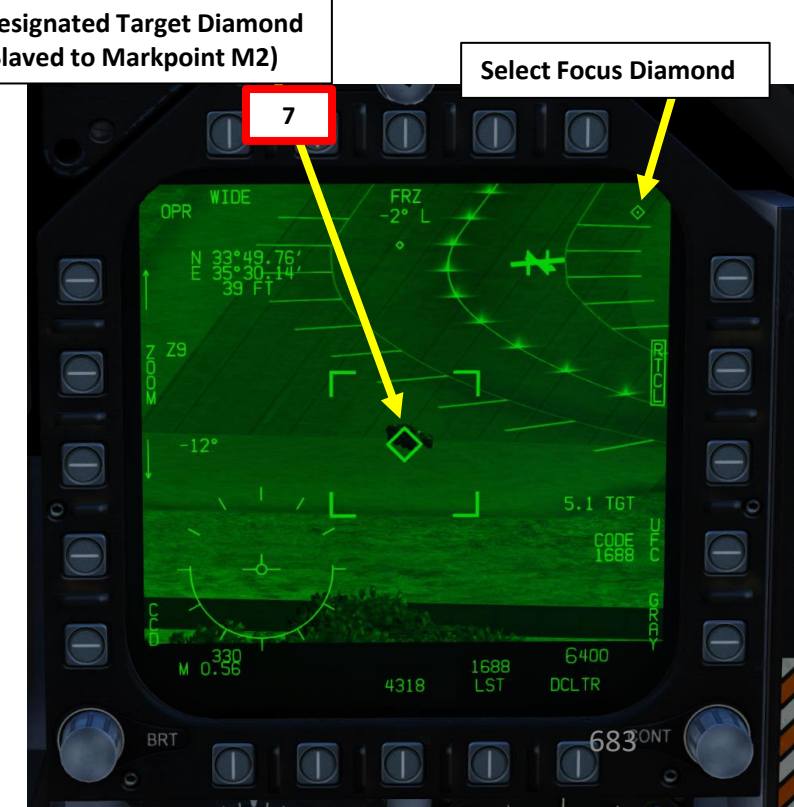 esignated Target Diamond
laved to Markpoint M2)
Select Focus Diamond
7
WIDE
FRZ
OPR
-2° L
N 33°49.76'
E 35°30.14'
39 FT
ZOOM
Z9
RTCL
-12°
5.1 TGT
CODE
1688
UFC
CCD
GRAY
330
M 0.56
6400
4318
1688
LST
DCLTR
BRT
683
CONT